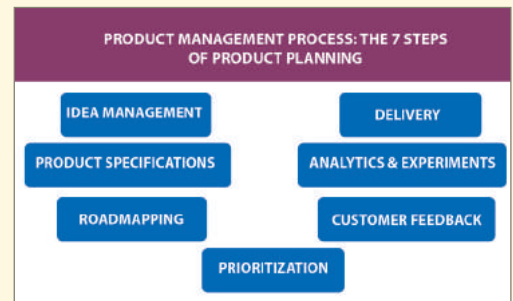 PRODUCT MANAGEMENT PROCESS: THE 7 STEPS
OF PRODUCT PLANNING
IDEA MANAGEMENT
PRODUCT SPECIFICATIONS
ROADMAPPING
PRIORITIZATION
DELIVERY
ANALYTICS & EXPERIMENTS
CUSTOMER FEEDBACK